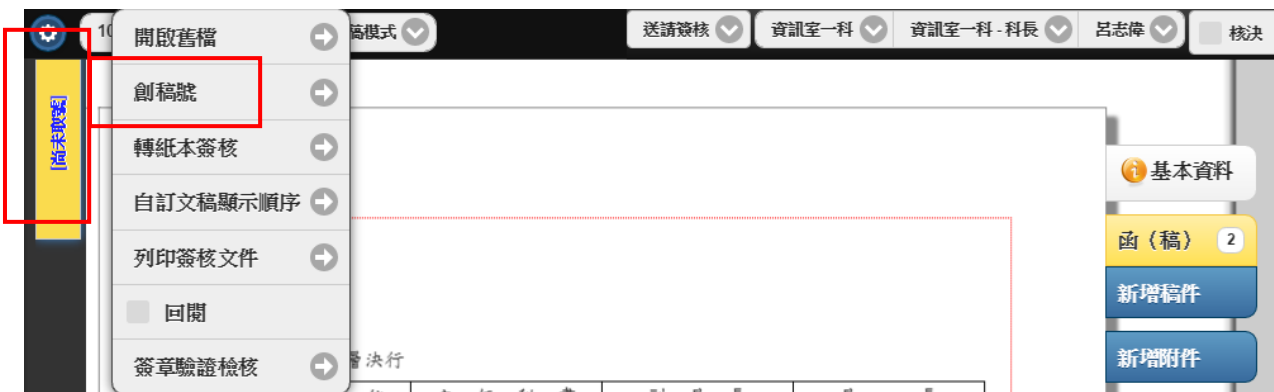 10
稿模式
送請簽核
資訊室一科
資訊室一科-科長
呂志偉
核決
[尚未取號]
開啟舊檔
創稿號
轉紙本簽核
自訂文稿顯示順序
列印簽核文件
回閱
簽章驗證檢核
基本資料
函（稿） 2
新增稿件
新增附件
層決行